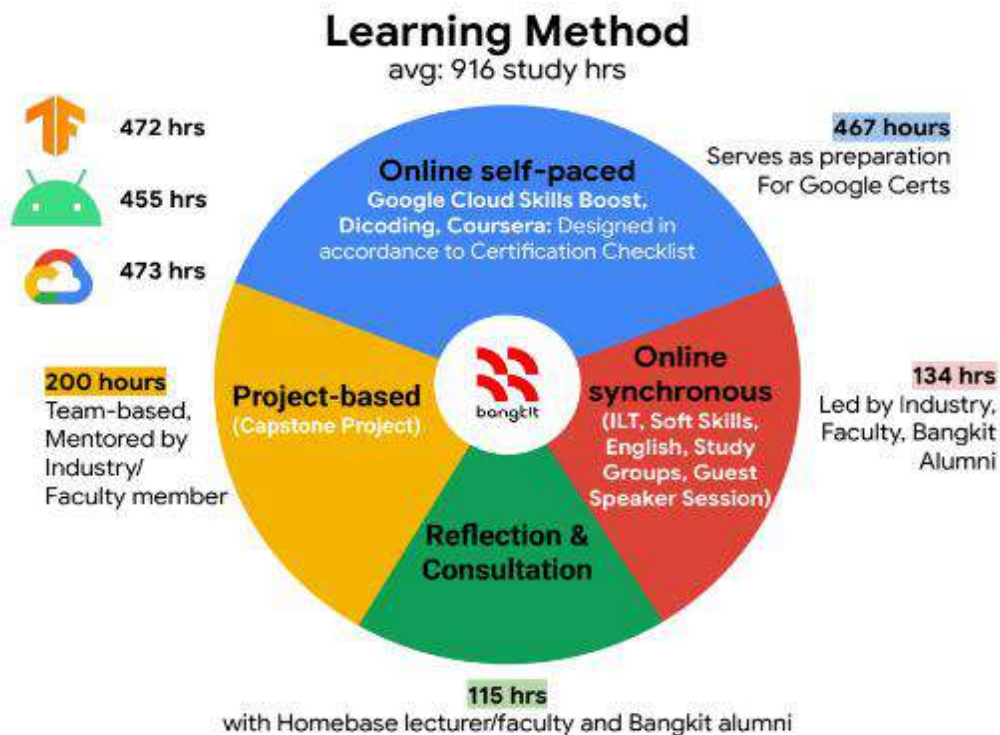 Learning Method
avg: 916 study hrs
472 hrs
455 hrs
473 hrs
Online self-paced
Google Cloud Skills Boost,
Dicoding, Coursera: Designed in
accordance to Certification Checklist
467 hours
Serves as preparation
For Google Certs
200 hours
Team-based,
Mentored by
Industry/
Faculty member
Project-based
(Capstone Project)
bangkit
Online
synchronous
(ILT, Soft Skills,
English, Study
Groups, Guest
Speaker Session)
134 hrs
Led by Industry,
Faculty, Bangkit
Alumni
Reflection &
Consultation
115 hrs
with Homebase lecturer/faculty and Bangkit alumni